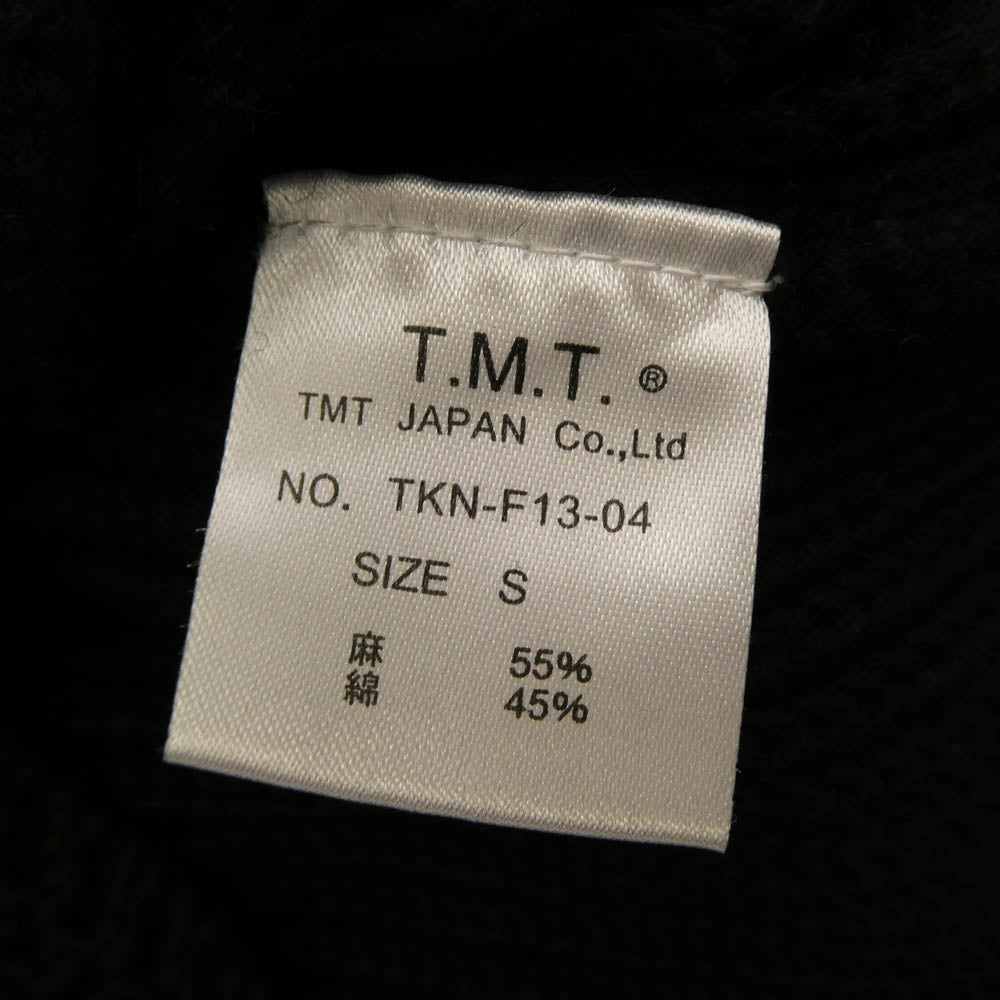 T.M.T.®
TMT JAPAN Co.,Ltd
NO. TKN-F13-04
SIZE S
麻 55%
綿 45%